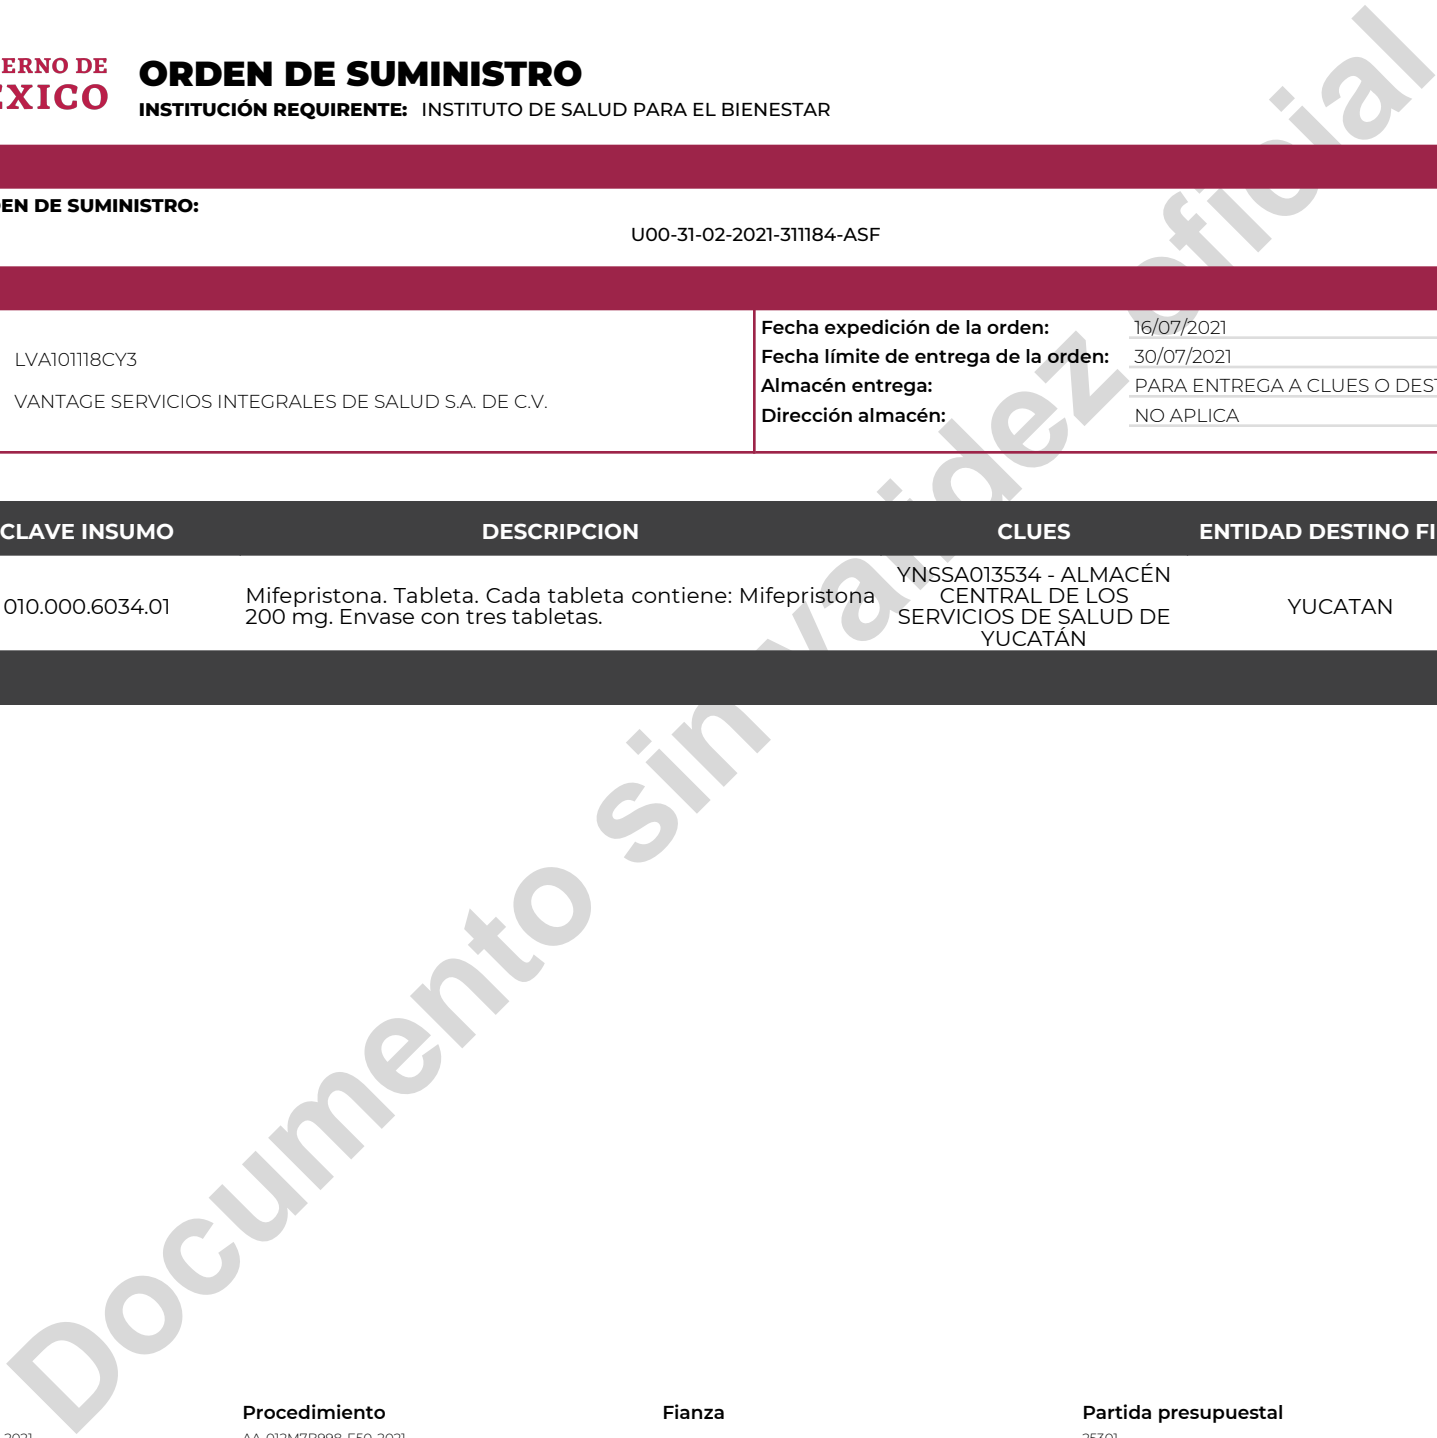 ERNO DE
EXICO
ORDEN DE SUMINISTRO
INSTITUCIÓN REQUIRENTE: INSTITUTO DE SALUD PARA EL BIENESTAR
EN DE SUMINISTRO:
U00-31-02-2021-311184-ASF
LVA101118CY3
VANTAGE SERVICIOS INTEGRALES DE SALUD S.A. DE C.V.
Fecha expedición de la orden: 16/07/2021
Fecha límite de entrega de la orden: 30/07/2021
Almacén entrega: PARA ENTREGA A CLUES O DEST
Dirección almacén: NO APLICA
CLAVE INSUMO DESCRIPCION CLUES ENTIDAD DESTINO FI
010.000.6034.01
Mifepristona. Tableta. Cada tableta contiene: Mifepristona
200 mg. Envase con tres tabletas.
YNSSA013534 - ALMACÉN
CENTRAL DE LOS
SERVICIOS DE SALUD DE
YUCATÁN
YUCATAN
Documento sin validez oficial
Procedimiento Fianza Partida presupuestal
2021 25301